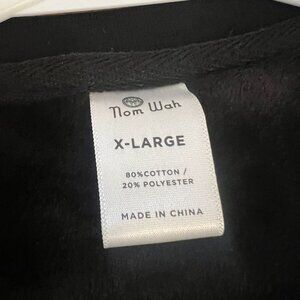 Nom Wah
X-LARGE
80%COTTON /
20% POLYESTER
MADE IN CHINA